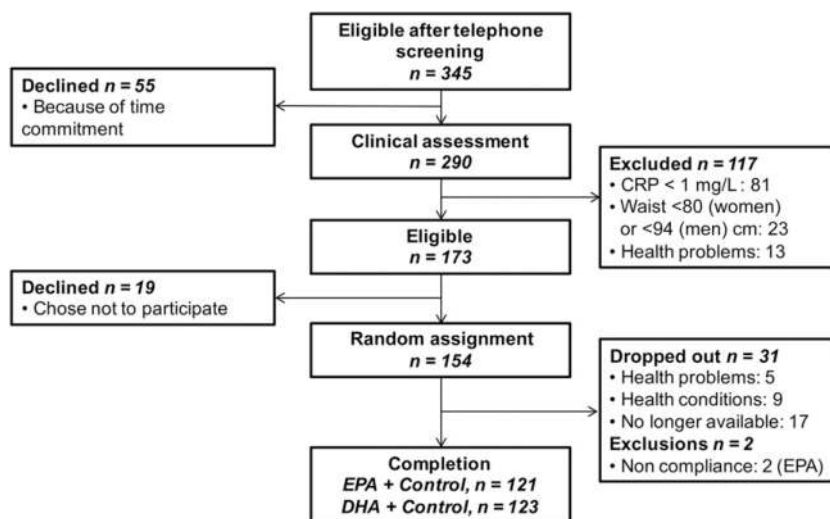 Eligible after telephone
screening
n = 345
Declined n = 55
• Because of time
commitment
Clinical assessment
n = 290
Excluded n = 117
• CRP < 1 mg/L : 81
• Waist <80 (women)
or <94 (men) cm: 23
• Health problems: 13
Eligible
n = 173
Declined n = 19
• Chose not to participate
Random assignment
n = 154
Dropped out n = 31
• Health problems: 5
• Health conditions: 9
• No longer available: 17
Exclusions n = 2
• Non compliance: 2 (EPA)
Completion
EPA + Control, n = 121
DHA + Control, n = 123